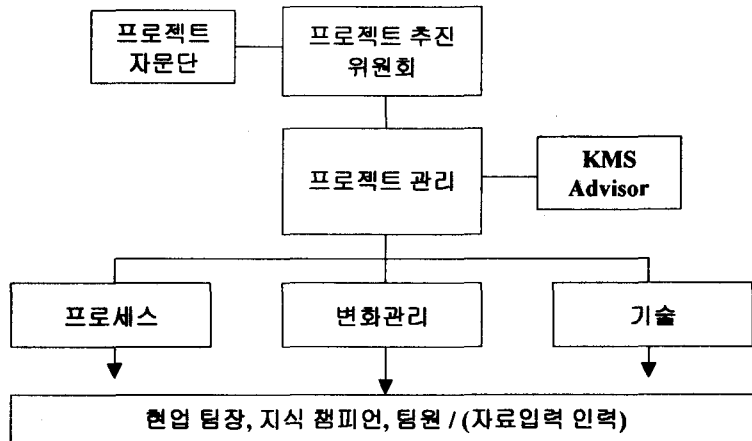 프로젝트
자문단
프로젝트 추진
위원회
프로젝트 관리
KMS
Advisor
프로세스
변화관리
기술
현업 팀장, 지식 챔피언, 팀원 / (자료입력 인력)